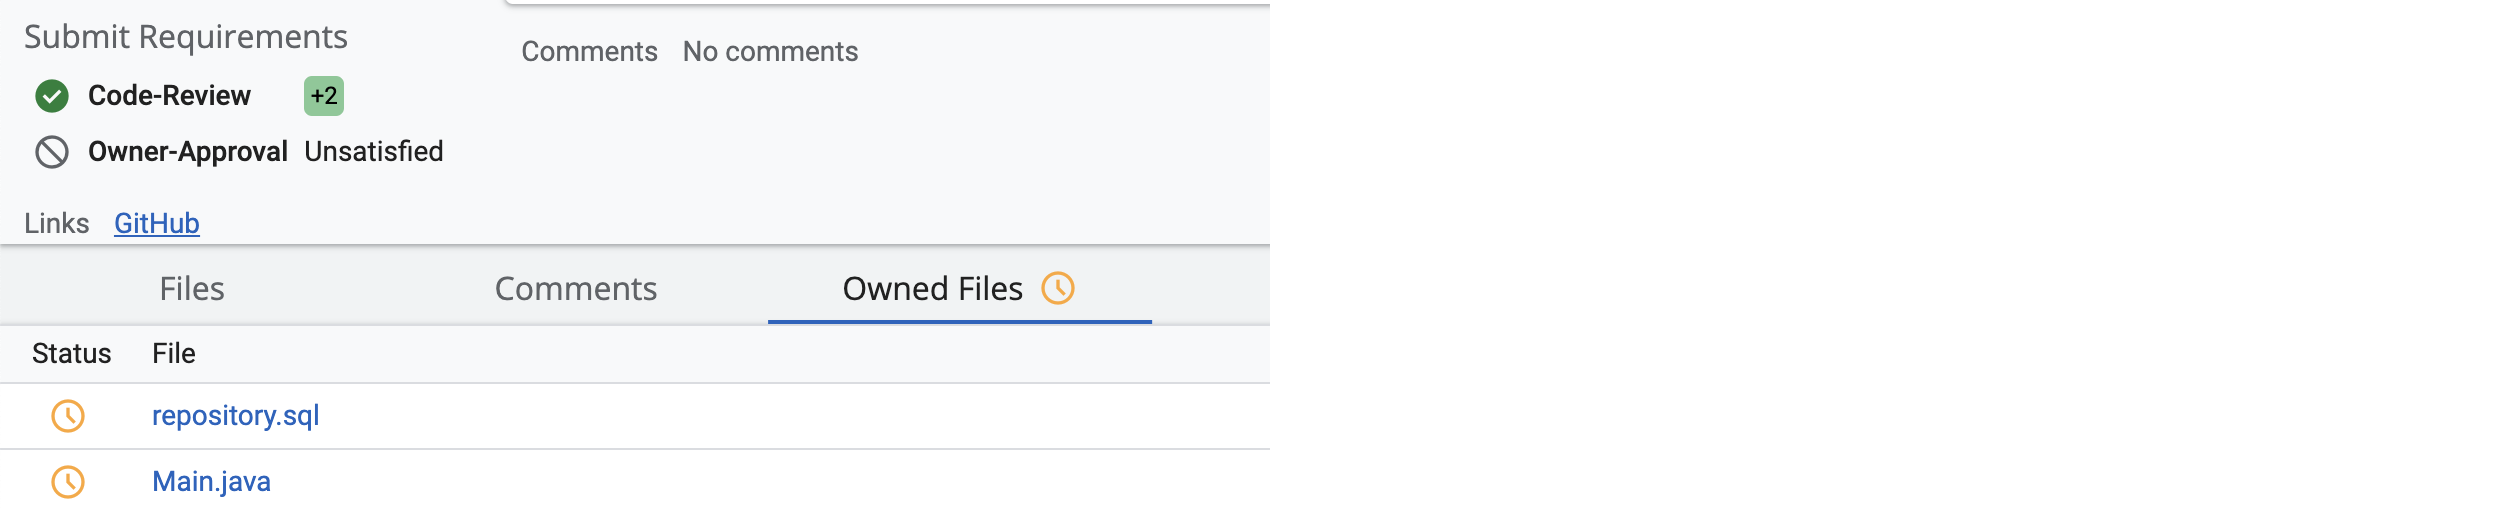 Submit Requirements
Comments No comments
Code-Review +2
Owner-Approval Unsatisfied
Links GitHub
Files Comments Owned Files
Status File
repository.sql
Main.java